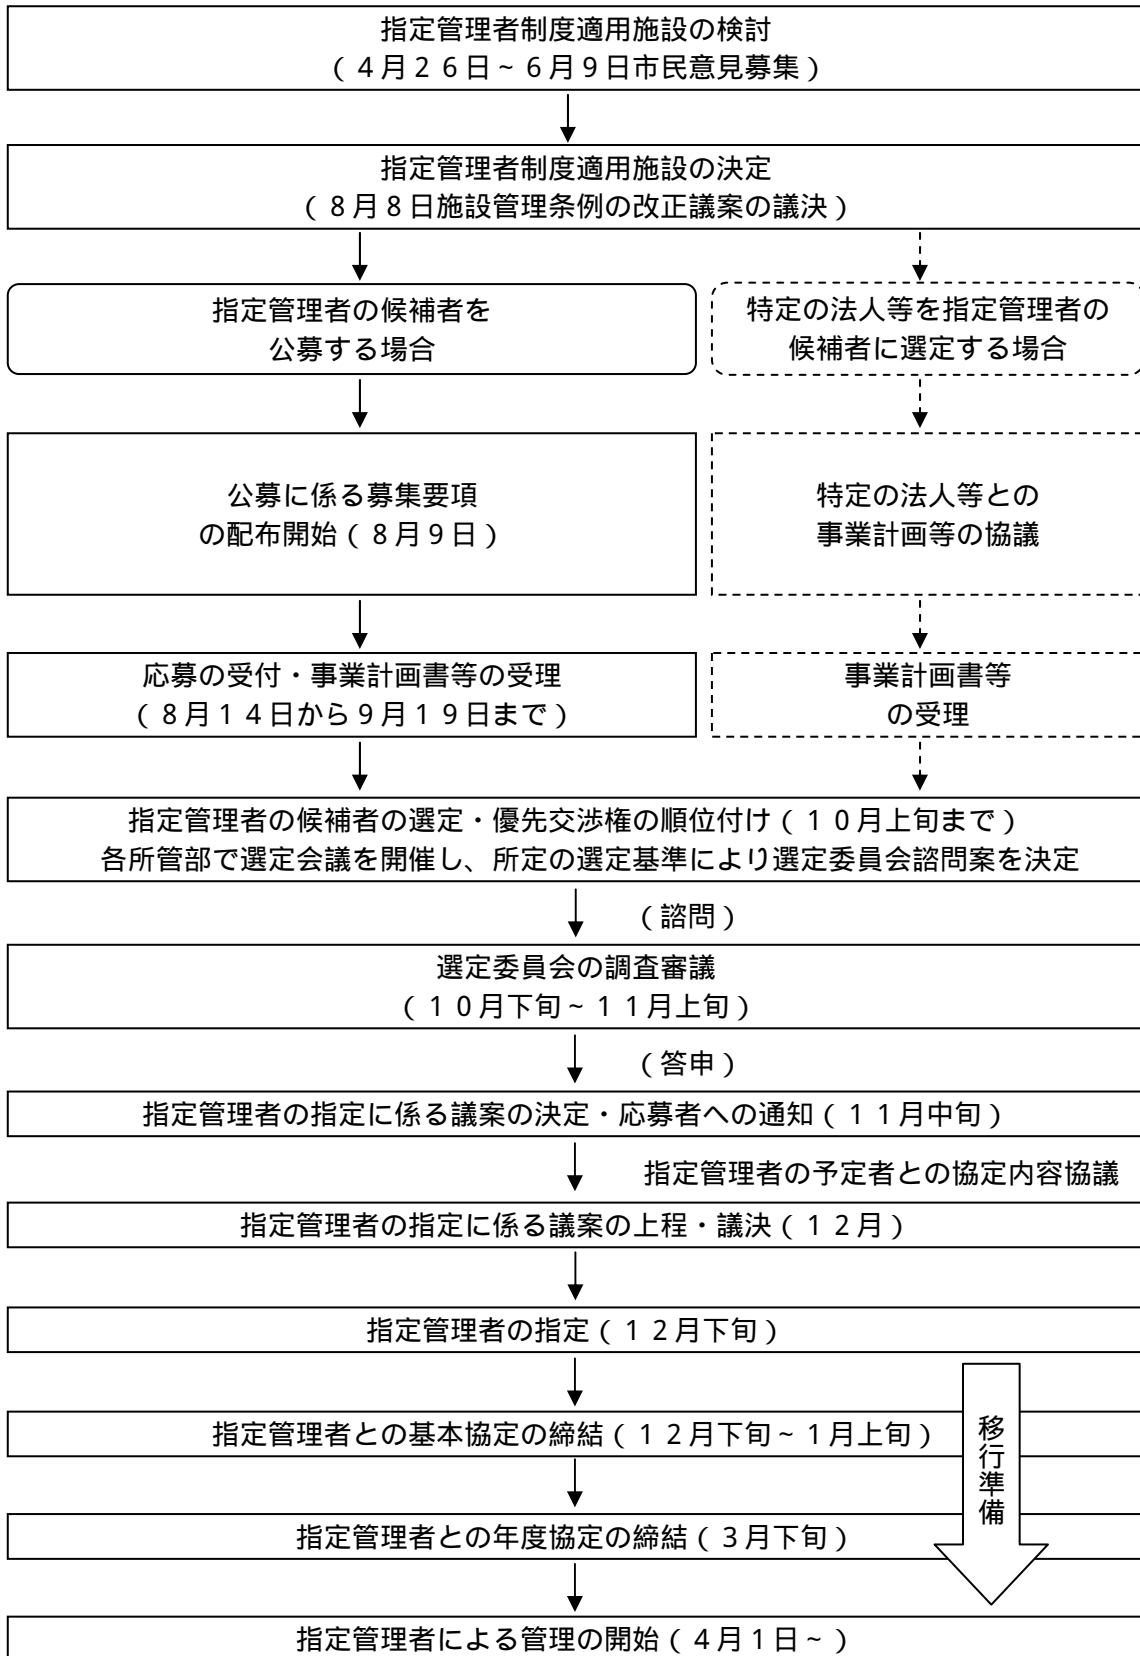 指定管理者制度適用施設の検討
（４月２６日～６月９日市民意見募集）
指定管理者制度適用施設の決定
（８月８日施設管理条例の改正議案の議決）
指定管理者の候補者を
公募する場合
特定の法人等を指定管理者の
候補者に選定する場合
公募に係る募集要項
の配布開始（８月９日）
特定の法人等との
事業計画等の協議
応募の受付・事業計画書等の受理
（８月１４日から９月１９日まで）
事業計画書等
の受理
指定管理者の候補者の選定・優先交渉権の順位付け（１０月上旬まで）
各所管部で選定会議を開催し、所定の選定基準により選定委員会諮問案を決定
（諮問）
選定委員会の調査審議
（１０月下旬～１１月上旬）
（答申）
指定管理者の指定に係る議案の決定・応募者への通知（１１月中旬）
指定管理者の予定者との協定内容協議
指定管理者の指定に係る議案の上程・議決（１２月）
指定管理者の指定（１２月下旬）
指定管理者との基本協定の締結（１２月下旬～１月上旬）
移行準備
指定管理者との年度協定の締結（３月下旬）
指定管理者による管理の開始（４月１日～）